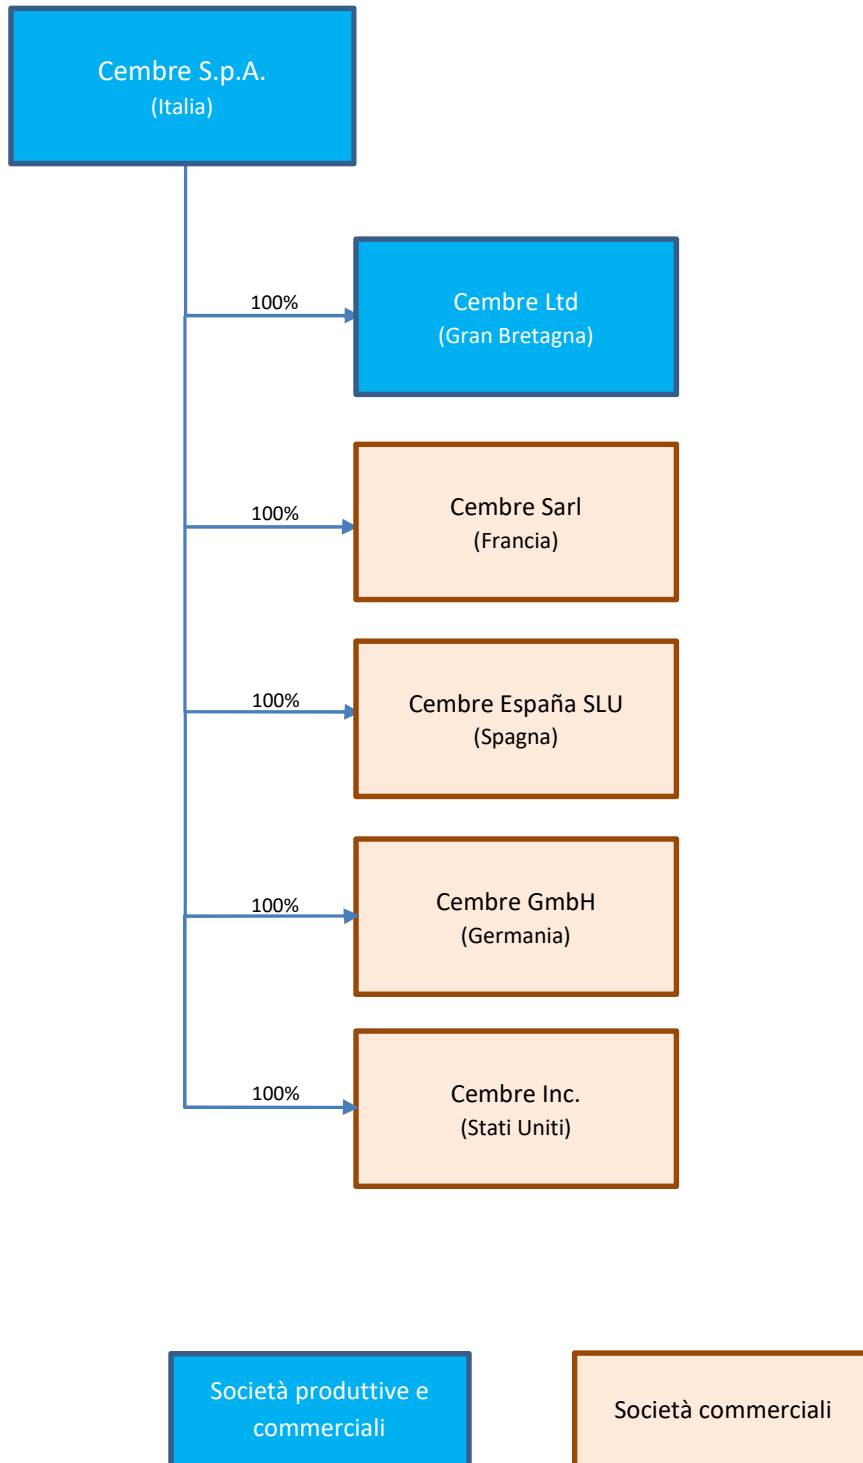 Cembre S.p.A.
(Italia)
100%
Cembre Ltd
(Gran Bretagna)
100%
Cembre Sarl
(Francia)
100%
Cembre España SLU
(Spagna)
100%
Cembre GmbH
(Germania)
100%
Cembre Inc.
(Stati Uniti)
Società produttive e
commerciali
Società commerciali